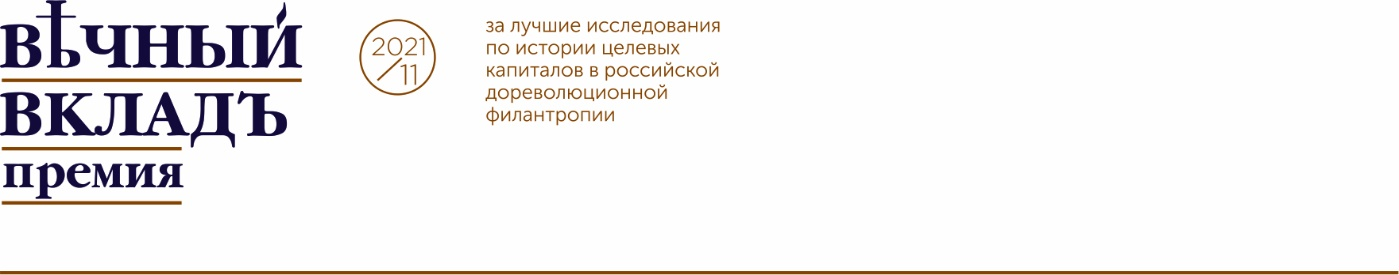 вѣчный
вкладъ
премия
2021
/11
за лучшие исследования
по истории целевых
капиталов в российской
дореволюционной
филантропии